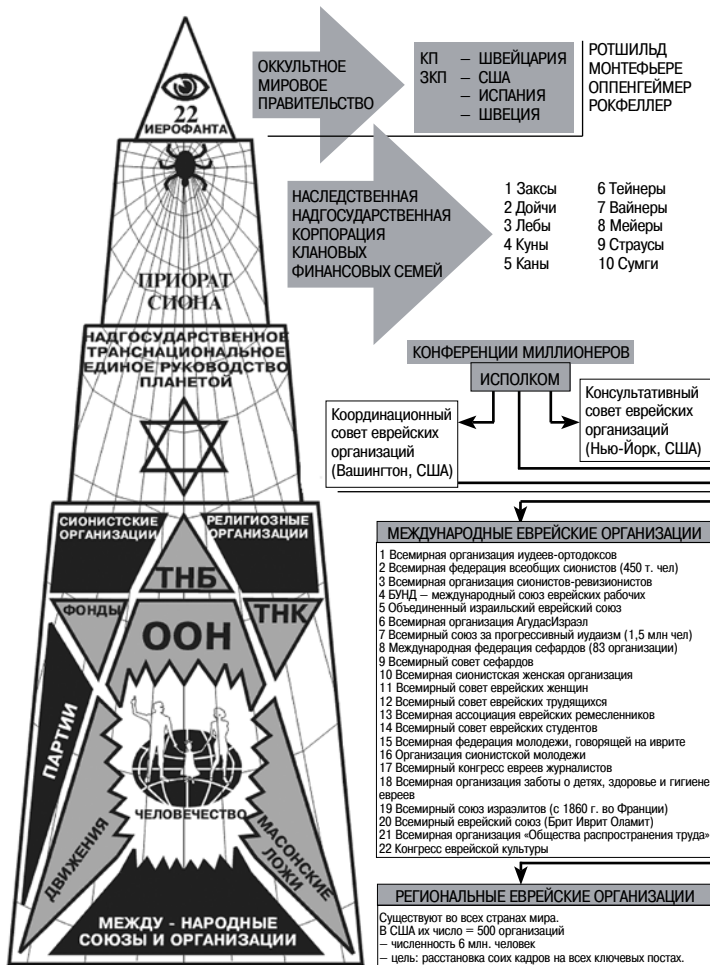 22
ИЕРОФАНТА
ОККУЛЬТНОЕ
МИРОВОЕ
ПРАВИТЕЛЬСТВО
КП – ШВЕЙЦАРИЯ
ЗКП – США
– ИСПАНИЯ
– ШВЕЦИЯ
РОТШИЛЬД
МОНТЕФЬЕРЕ
ОППЕНГЕЙМЕР
РОКФЕЛЛЕР
ПРИОРАТ
СИОНА
НАСЛЕДСТВЕННАЯ
НАДГОСУДАРСТВЕННАЯ
КОРПОРАЦИЯ
КЛАНОВЫХ
ФИНАНСОВЫХ СЕМЕЙ
1 Заксы
2 Дойчи
3 Лебы
4 Куны
5 Каны
6 Тейнеры
7 Вайнеры
8 Мейеры
9 Страусы
10 Сумги
НАДГОСУДАРСТВЕННОЕ
ТРАНСНАЦИОНАЛЬНОЕ
ЕДИНОЕ РУКОВОДСТВО
ПЛАНЕТОЙ
КОНФЕРЕНЦИИ МИЛЛИОНЕРОВ
ИСПОЛКОМ
Координационный
совет еврейских
организаций
(Вашингтон, США)
Консультативный
совет еврейских
организаций
(Нью-Йорк, США)
СИОНИСТСКИЕ
ОРГАНИЗАЦИИ
РЕЛИГИОЗНЫЕ
ОРГАНИЗАЦИИ
ТНБ
ФОНДЫ
ООН
ТНК
ПАРТИИ
ЧЕЛОВЕЧЕСТВО
ДВИЖЕНИЯ
МАСОНСКИЕ
ЛОЖИ
МЕЖДУ - НАРОДНЫЕ
СОЮЗЫ И ОРГАНИЗАЦИИ
МЕЖДУНАРОДНЫЕ ЕВРЕЙСКИЕ ОРГАНИЗАЦИИ
1 Всемирная организация иудеев-ортодоксов
2 Всемирная федерация всеобщих сионистов (450 т. чел)
3 Всемирная организация сионистов-ревизионистов
4 БУНД – международный союз еврейских рабочих
5 Объединенный израильский еврейский союз
6 Всемирная организация АгудасИзраэл
7 Всемирный союз за прогрессивный иудаизм (1,5 млн чел)
8 Международная федерация сефардов (83 организации)
9 Всемирный совет сефардов
10 Всемирная сионистская женская организация
11 Всемирный совет еврейских женщин
12 Всемирный совет еврейских трудящихся
13 Всемирная ассоциация еврейских ремесленников
14 Всемирный совет еврейских студентов
15 Всемирная федерация молодежи, говорящей на иврите
16 Организация сионистской молодежи
17 Всемирный конгресс евреев журналистов
18 Всемирная организация заботы о детях, здоровье и гигиене
евреев
19 Всемирный союз израэлитов (с 1860 г. во Франции)
20 Всемирный еврейский союз (Брит Иврит Оламит)
21 Всемирная организация «Общества распространения труда»
22 Конгресс еврейской культуры
РЕГИОНАЛЬНЫЕ ЕВРЕЙСКИЕ ОРГАНИЗАЦИИ
Существуют во всех странах мира.
В США их число = 500 организаций
– численность 6 млн. человек
– цель: расстановка соих кадров на всех ключевых постах.